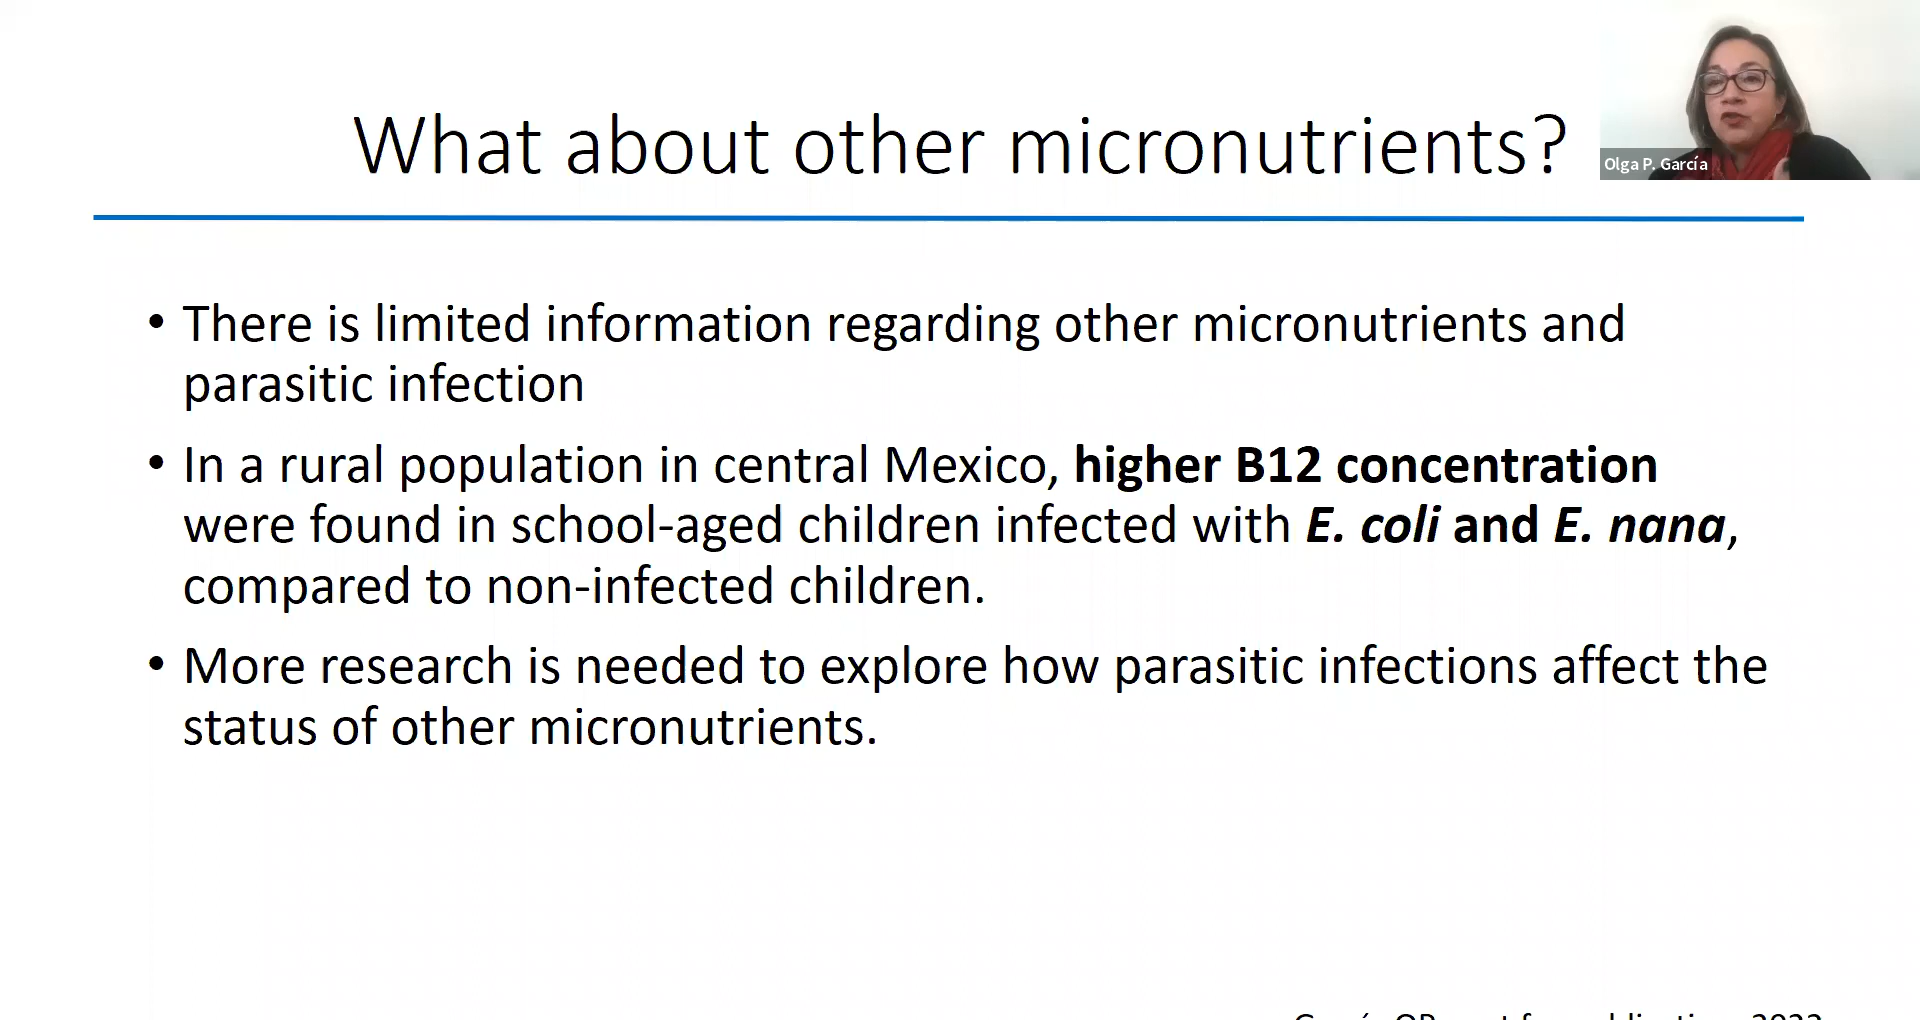 What about other micronutrients?
Olga P. García
• There is limited information regarding other micronutrients and
parasitic infection
• In a rural population in central Mexico, higher B12 concentration
were found in school-aged children infected with E. coli and E. nana,
compared to non-infected children.
• More research is needed to explore how parasitic infections affect the
status of other micronutrients.